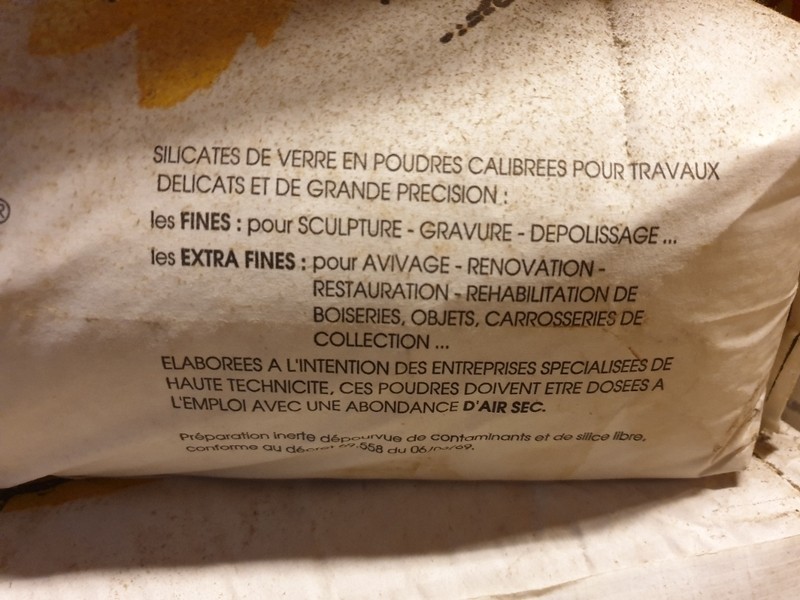 ®
SILICATES DE VERRE EN POUDRES CALIBREES POUR TRAVAUX
DELICATS ET DE GRANDE PRECISION :
les FINES : pour SCULPTURE - GRAVURE - DEPOLISSAGE ...
les EXTRA FINES : pour AVIVAGE - RENOVATION -
RESTAURATION - REHABILITATION DE
BOISERIES, OBJETS, CARROSSERIES DE
COLLECTION ...
ELABOREES A L'INTENTION DES ENTREPRISES SPECIALISEES DE
HAUTE TECHNICITE, CES POUDRES DOIVENT ETRE DOSEES A
L'EMPLOI AVEC UNE ABONDANCE D'AIR SEC.
Préparation inerte dépourvue de contaminants et de silice libre,
conforme au du